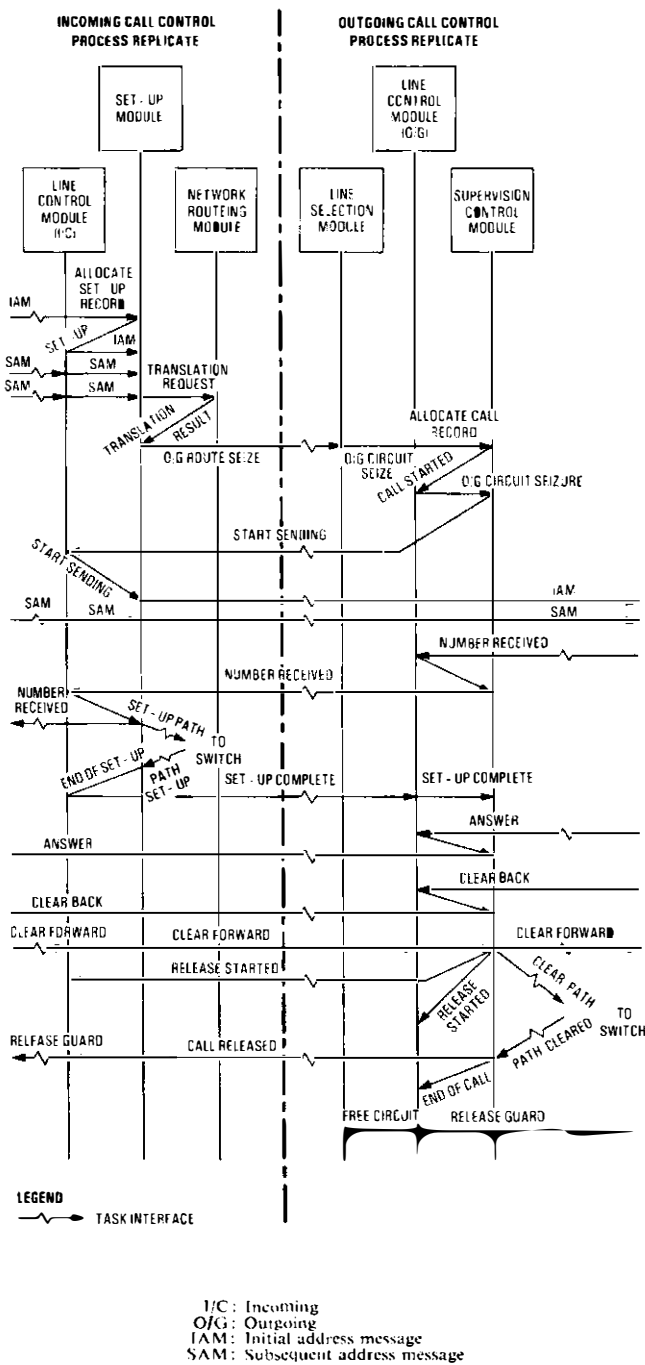 INCOMING CALL CONTROL
PROCESS REPLICATE
OUTGOING CALL CONTROL
PROCESS REPLICATE
SET-UP
MODULE
LINE
CONTROL
MODULE
(O/G)
LINE
CONTROL
MODULE
(I/C)
NETWORK
ROUTEING
MODULE
LINE
SELECTION
MODULE
SUPERVISION
CONTROL
MODULE
ALLOCATE
SET-UP
RECORD
IAM
SET-UP
IAM
SAM
SAM
SAM
SAM
TRANSLATION
REQUEST
TRANSLATION
RESULT
ALLOCATE CALL
RECORD
O/G ROUTE SEIZE
O/G CIRCUIT
SEIZE
CALL STARTED
O/G CIRCUIT SEIZURE
START SENDING
START SENDING
IAM
SAM
SAM
SAM
NUMBER RECEIVED
NUMBER RECEIVED
NUMBER
RECEIVED
SET-UP PATH
TO
SWITCH
END OF SET-UP
PATH
SET-UP
SET-UP COMPLETE
SET-UP COMPLETE
ANSWER
ANSWER
CLEAR BACK
CLEAR BACK
CLEAR FORWARD
CLEAR FORWARD
CLEAR FORWARD
RELEASE STARTED
RELEASE
STARTED
CLEAR PATH
TO
SWITCH
PATH CLEARED
RELEASE GUARD
CALL RELEASED
END OF CALL
FREE CIRCUIT
RELEASE GUARD
LEGEND
TASK INTERFACE
I/C: Incoming
O/G: Outgoing
IAM: Initial address message
SAM: Subsequent address message